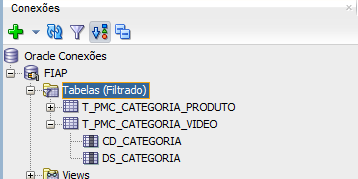 Conexões
Oracle Conexões
FIAP
Tabelas (Filtrado)
T_PMC_CATEGORIA_PRODUTO
T_PMC_CATEGORIA_VIDEO
CD_CATEGORIA
DS_CATEGORIA
Views